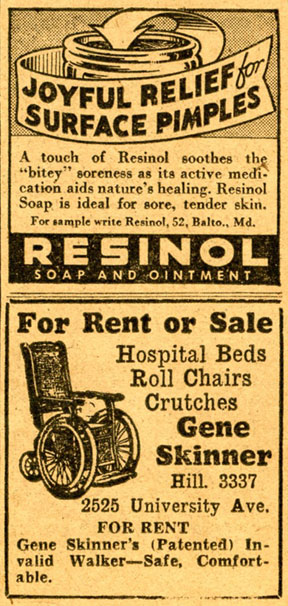 JOYFUL RELIEF for
SURFACE PIMPLES
A touch of Resinol soothes the
"bitey" soreness as its active medi-
cation aids nature's healing. Resinol
Soap is ideal for sore, tender skin.
For sample write Resinol, 52, Balto., Md.
RESINOL
SOAP AND OINTMENT
For Rent or Sale
Hospital Beds
Roll Chairs
Crutches
Gene
Skinner
Hill. 3337
2525 University Ave.
FOR RENT
Gene Skinner's (Patented) In-
valid Walker—Safe, Comfort-
able.